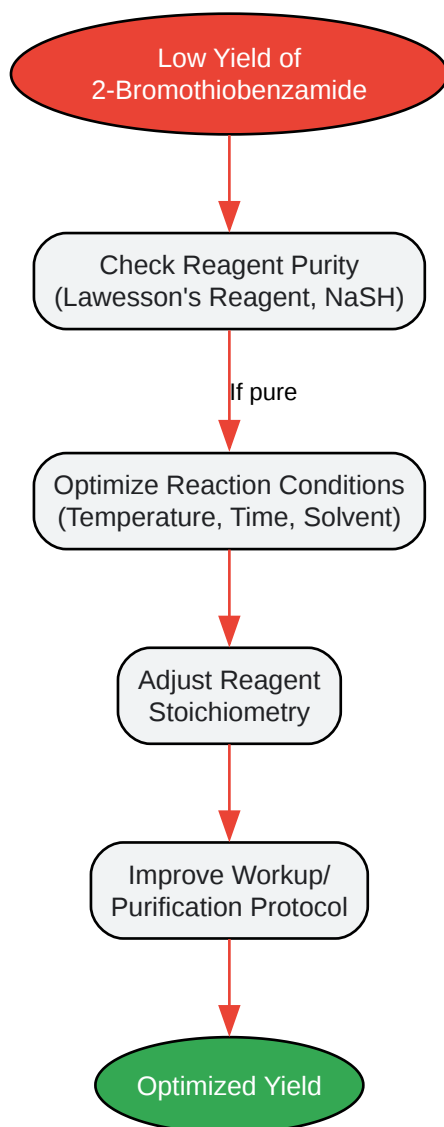 Low Yield of
2-Bromothiobenzamide
Check Reagent Purity
(Lawesson's Reagent, NaSH)
If pure
Optimize Reaction Conditions
(Temperature, Time, Solvent)
Adjust Reagent
Stoichiometry
Improve Workup/
Purification Protocol
Optimized Yield